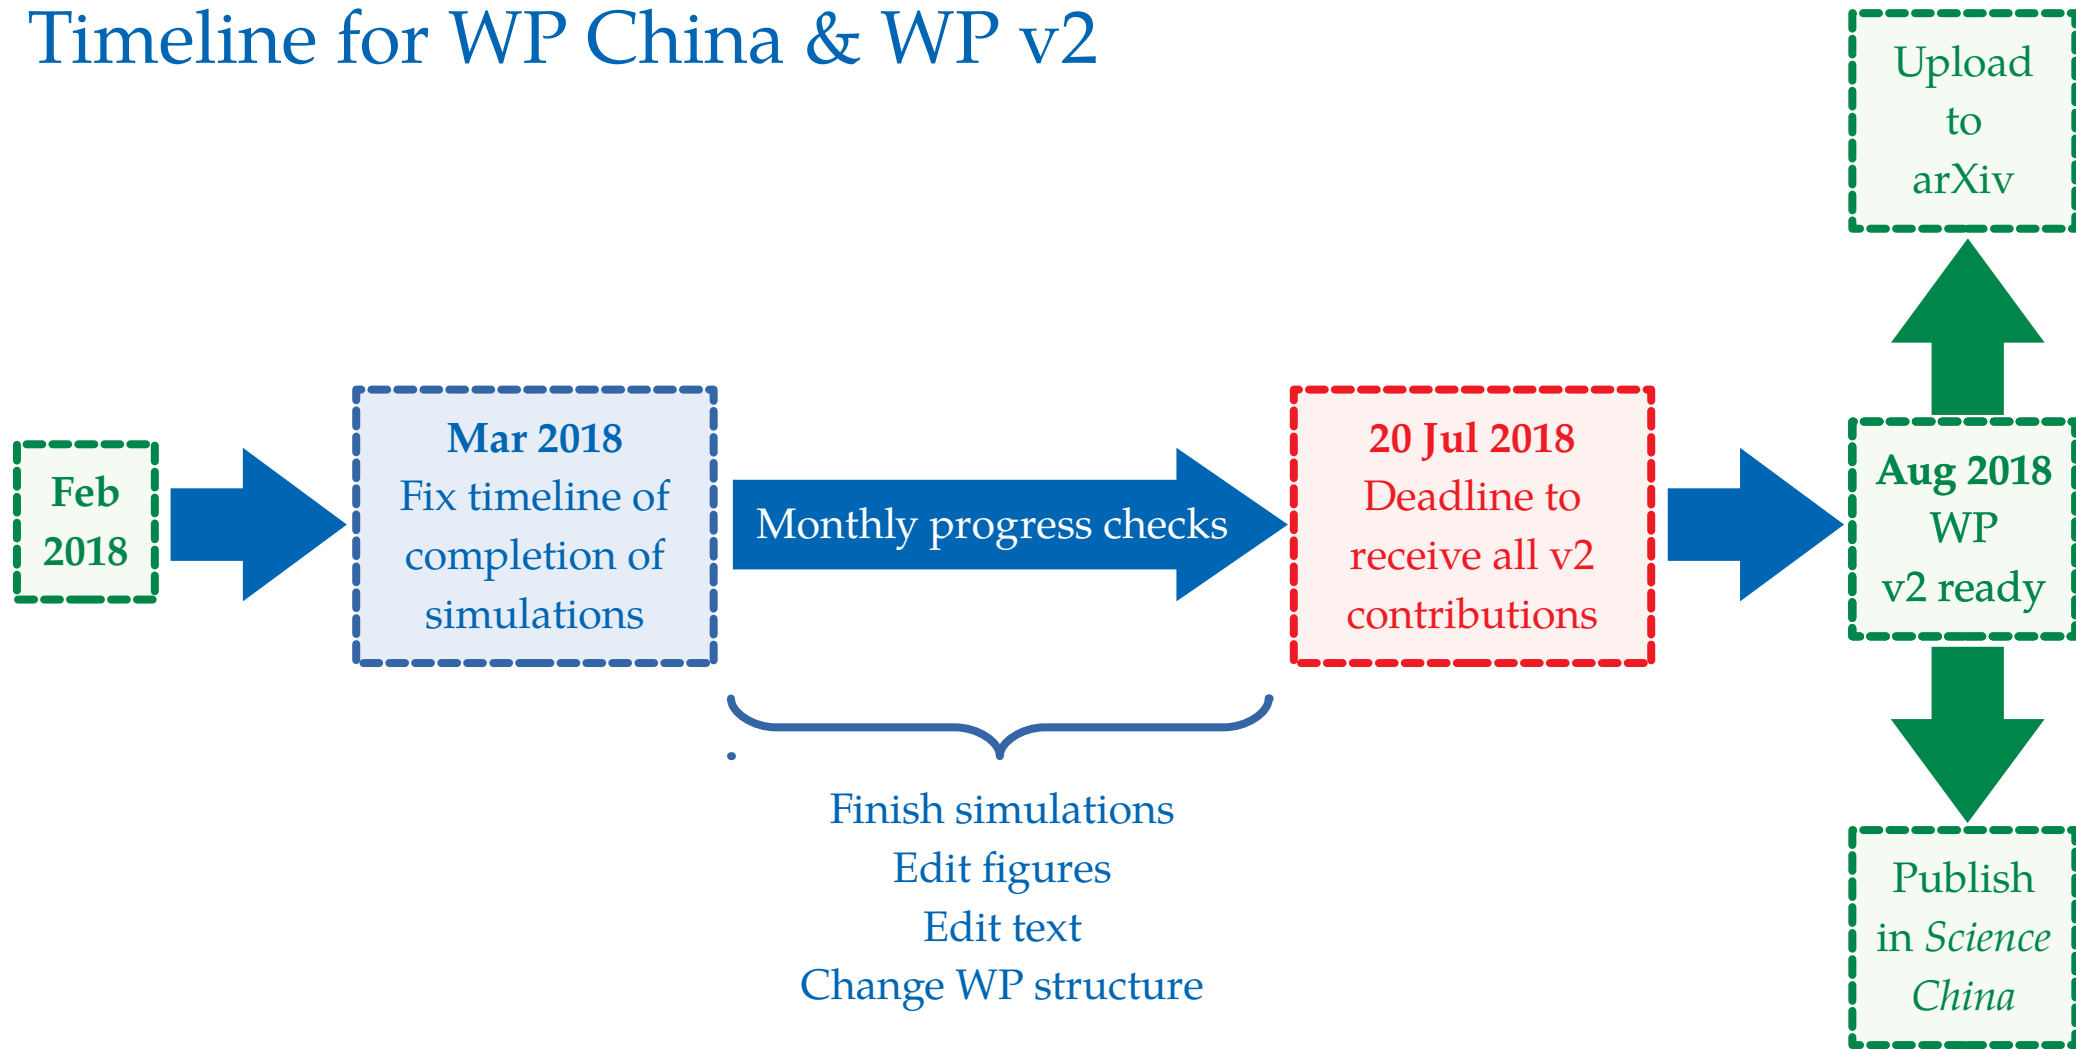 Timeline for WP China & WP v2
Feb
2018
Mar 2018
Fix timeline of
completion of
simulations
Monthly progress checks
Finish simulations
Edit figures
Edit text
Change WP structure
20 Jul 2018
Deadline to
receive all v2
contributions
Aug 2018
WP
v2 ready
Upload
to
arXiv
Publish
in Science
China